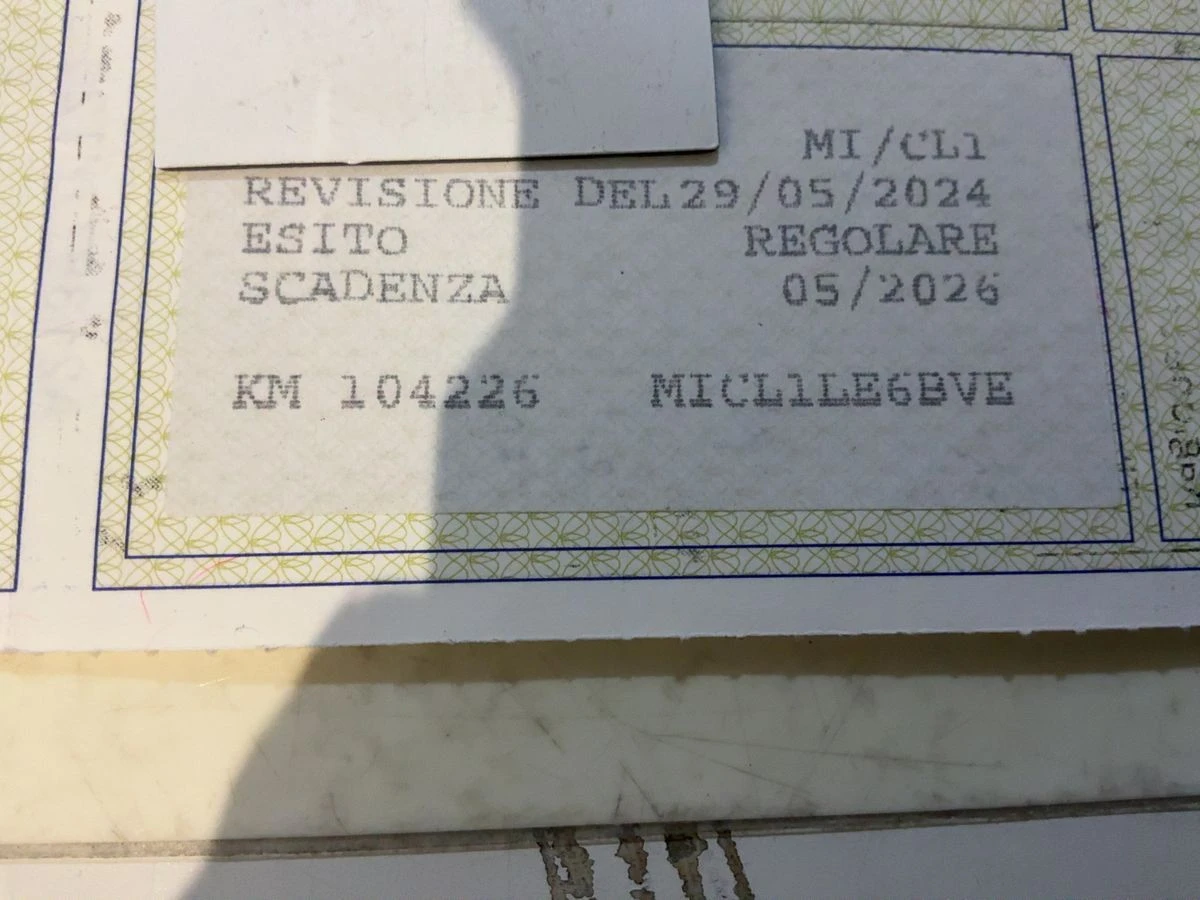 MI/CL1
REVISIONE DEL29/05/2024
ESITO REGOLARE
SCADENZA 05/2026
KM 104226 MICL1LE6BVE